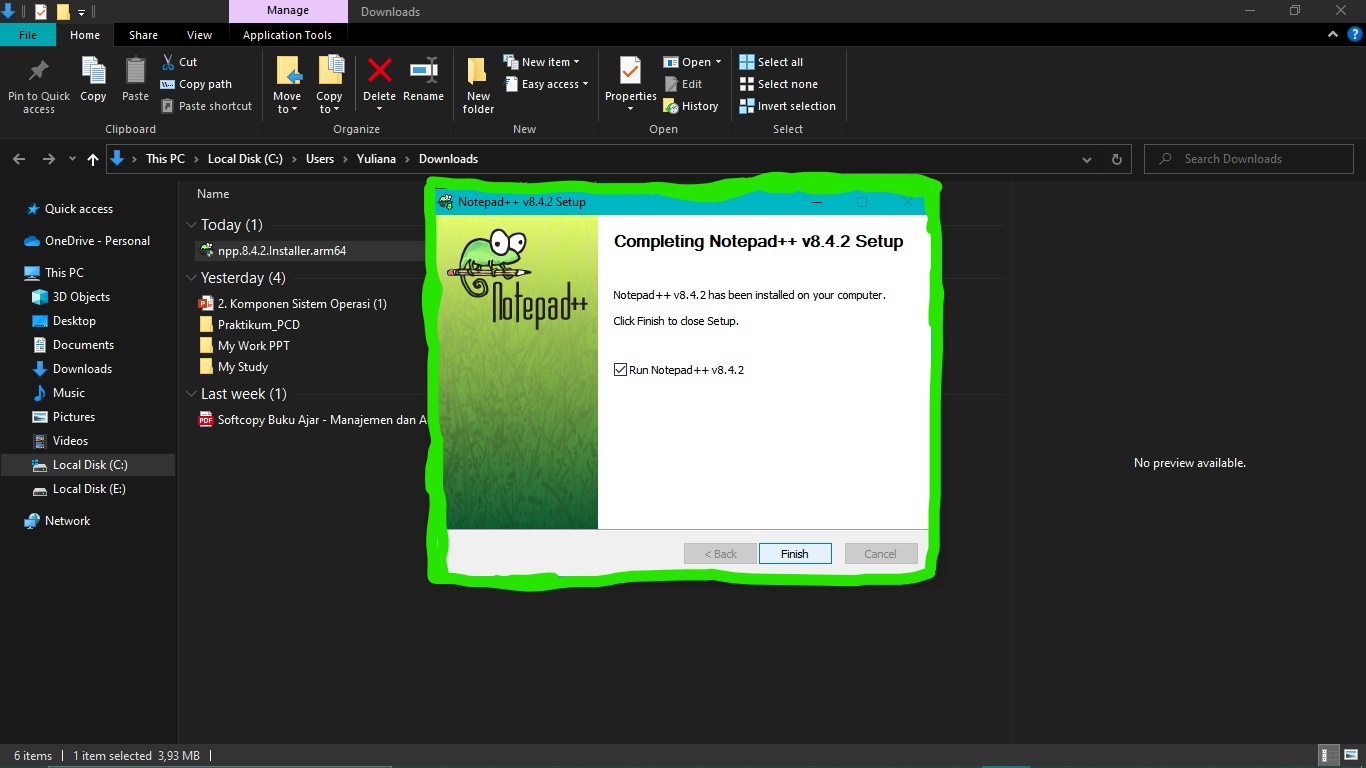 Manage
Downloads
File
Home
Share
View
Application Tools
Pin to Quick access
Copy
Paste
Cut
Copy path
Paste shortcut
Clipboard
Move to
Copy to
Delete
Rename
Organize
New folder
New item
Easy access
New
Properties
Open
Edit
History
Open
Select all
Select none
Invert selection
Select
This PC
Local Disk (C:)
Users
Yuliana
Downloads
Search Downloads
Quick access
OneDrive - Personal
This PC
3D Objects
Desktop
Documents
Downloads
Music
Pictures
Videos
Local Disk (C:)
Local Disk (E:)
Network
Name
Today (1)
npp.8.4.2.Installer.arm64
Yesterday (4)
2. Komponen Sistem Operasi (1)
Praktikum_PCD
My Work PPT
My Study
Last week (1)
PDF
Softcopy Buku Ajar - Manajemen dan A
Notepad++ v8.4.2 Setup
Notepad++
Completing Notepad++ v8.4.2 Setup
Notepad++ v8.4.2 has been installed on your computer.
Click Finish to close Setup.
Run Notepad++ v8.4.2
< Back
Finish
Cancel
No preview available.
6 items
1 item selected 3,93 MB